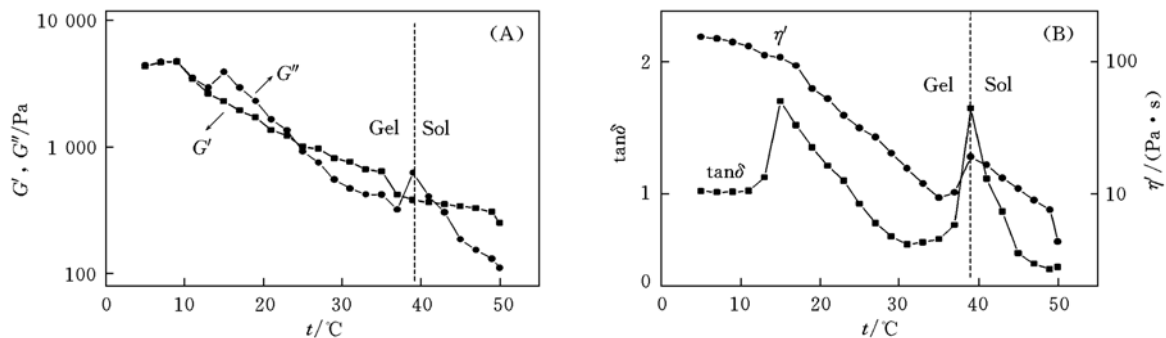 (A)
10 000
1 000
100
G′, G″/Pa
G″
G′
Gel
Sol
0
10
20
30
40
50
t/℃
(B)
2
1
0
tanδ
η′
tanδ
Gel
Sol
100
10
η′/(Pa·s)
0
10
20
30
40
50
t/℃